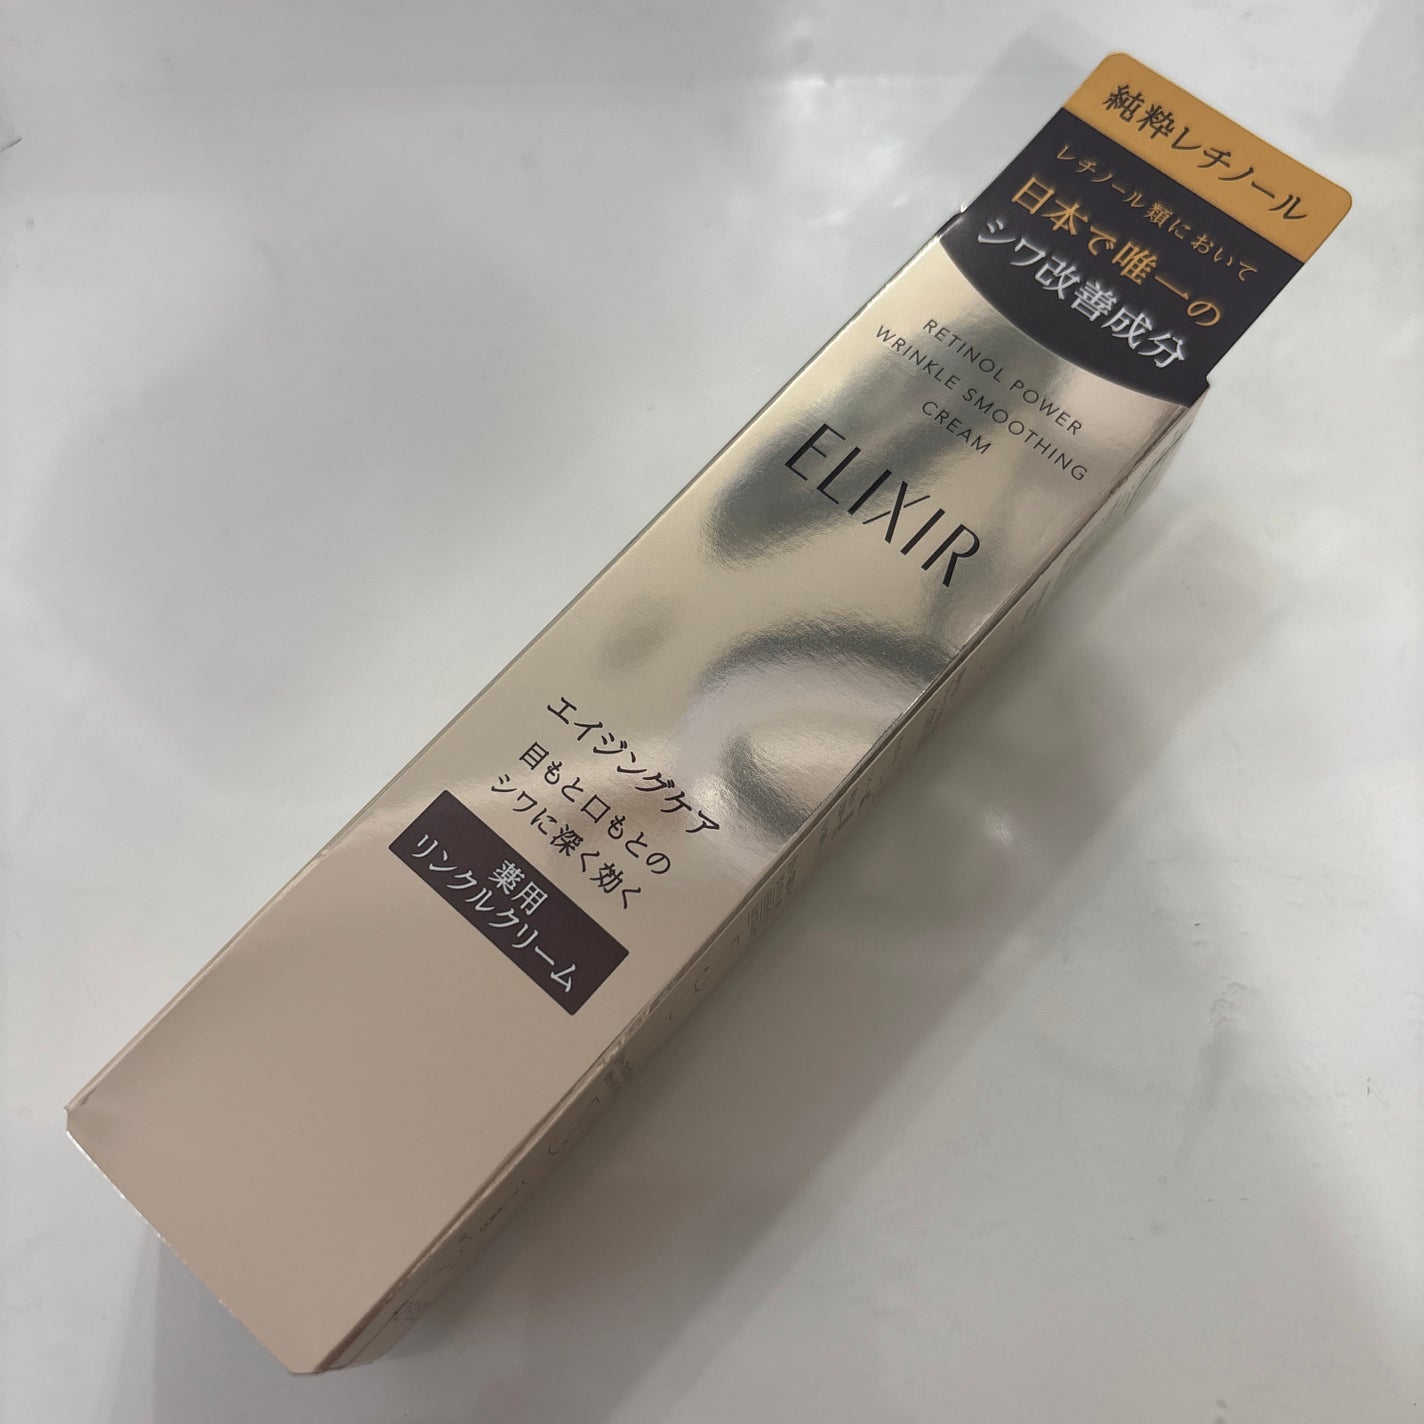 純粋レチノール
レチノール類において
日本で唯一の
シワ改善成分
RETINOL POWER
WRINKLE SMOOTHING
CREAM
ELIXIR
エイジングケア
目もと口もとの
シワに深く効く
薬用
リンクルクリーム